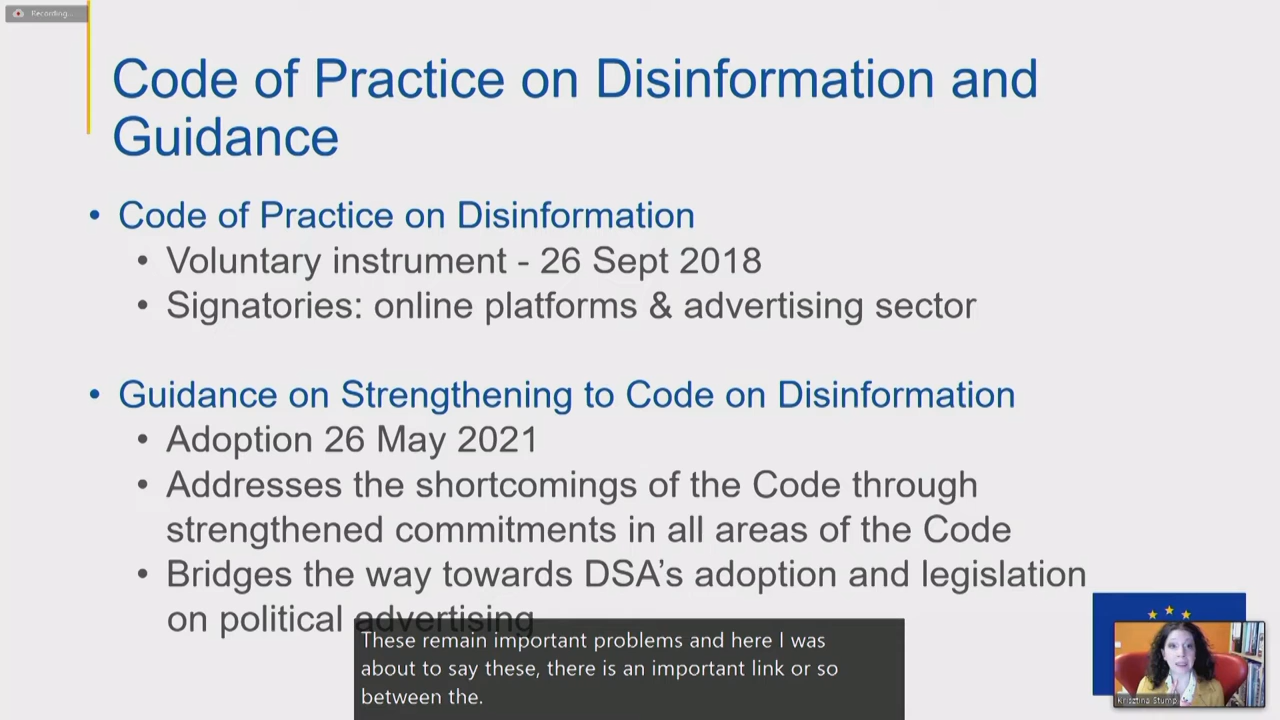 Recording...
Code of Practice on Disinformation and
Guidance
• Code of Practice on Disinformation
• Voluntary instrument - 26 Sept 2018
• Signatories: online platforms & advertising sector
• Guidance on Strengthening to Code on Disinformation
• Adoption 26 May 2021
• Addresses the shortcomings of the Code through
strengthened commitments in all areas of the Code
• Bridges the way towards DSA's adoption and legislation
on political advertising
These remain important problems and here I was
about to say these, there is an important link or so
between the.
Krisztina Stump